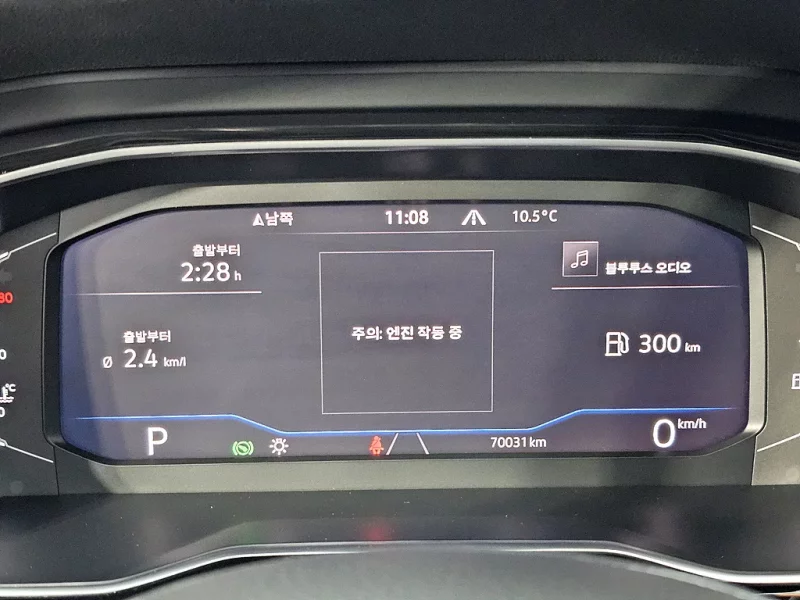 남쪽 11:08 10.5°C
출발부터
2:28 h
블루투스 오디오
주의: 엔진 작동 중
출발부터
Ø 2.4 km/l
300 km
P
70031 km
0 km/h